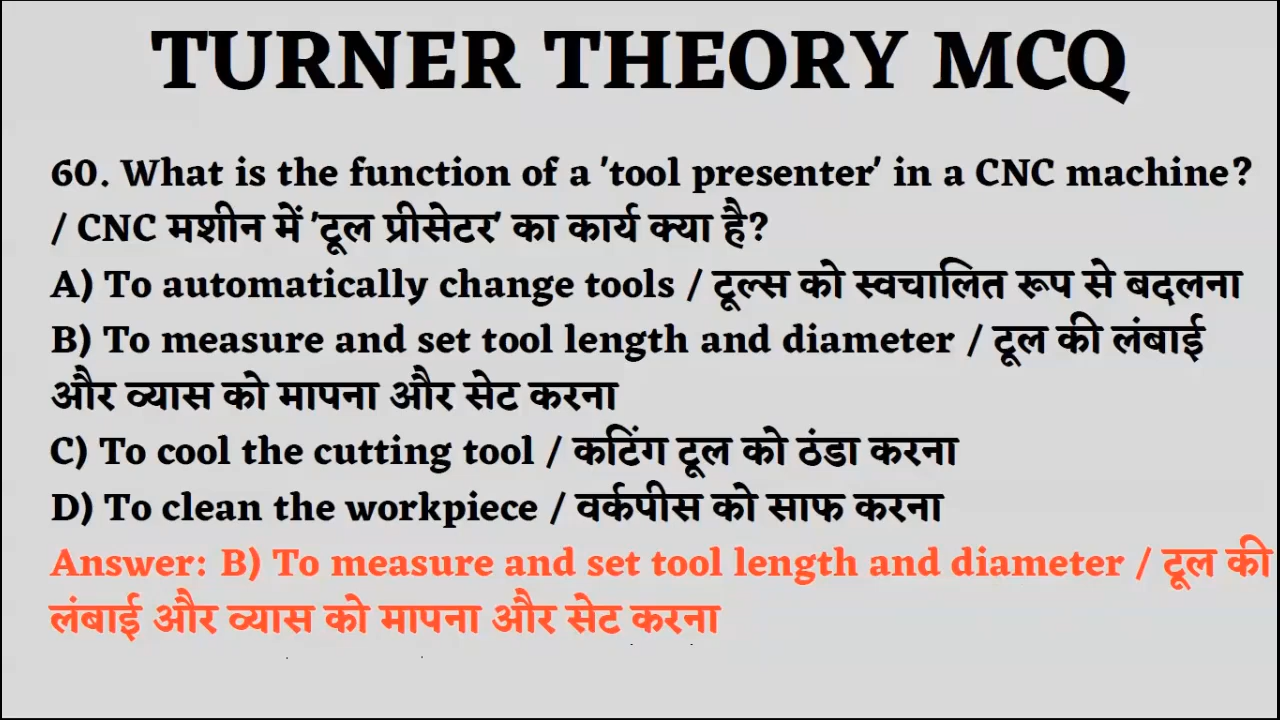 TURNER THEORY MCQ
60. What is the function of a 'tool presenter' in a CNC machine?
/ CNC मशीन में 'टूल प्रीसेटर' का कार्य क्या है?
A) To automatically change tools / टूल्स को स्वचालित रूप से बदलना
B) To measure and set tool length and diameter / टूल की लंबाई
और व्यास को मापना और सेट करना
C) To cool the cutting tool / कटिंग टूल को ठंडा करना
D) To clean the workpiece / वर्कपीस को साफ करना
Answer: B) To measure and set tool length and diameter / टूल की
लंबाई और व्यास को मापना और सेट करना